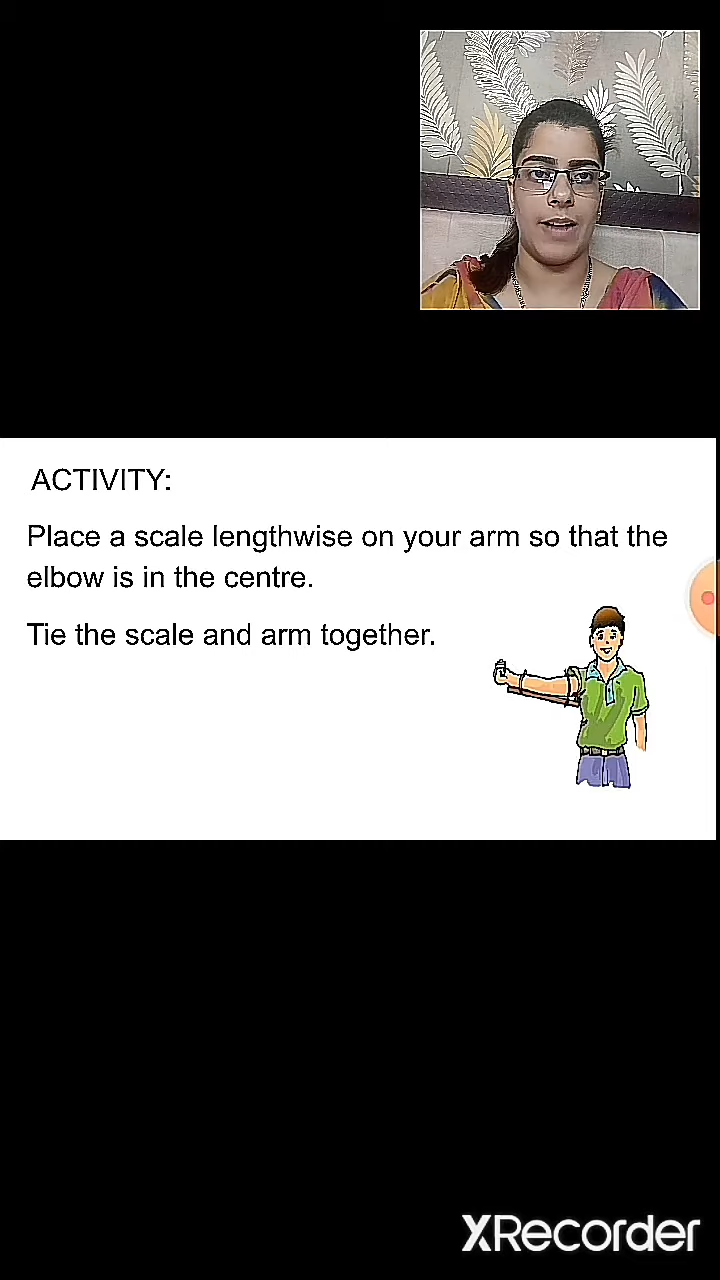 ACTIVITY:
Place a scale lengthwise on your arm so that the
elbow is in the centre.
Tie the scale and arm together.
XRecorder